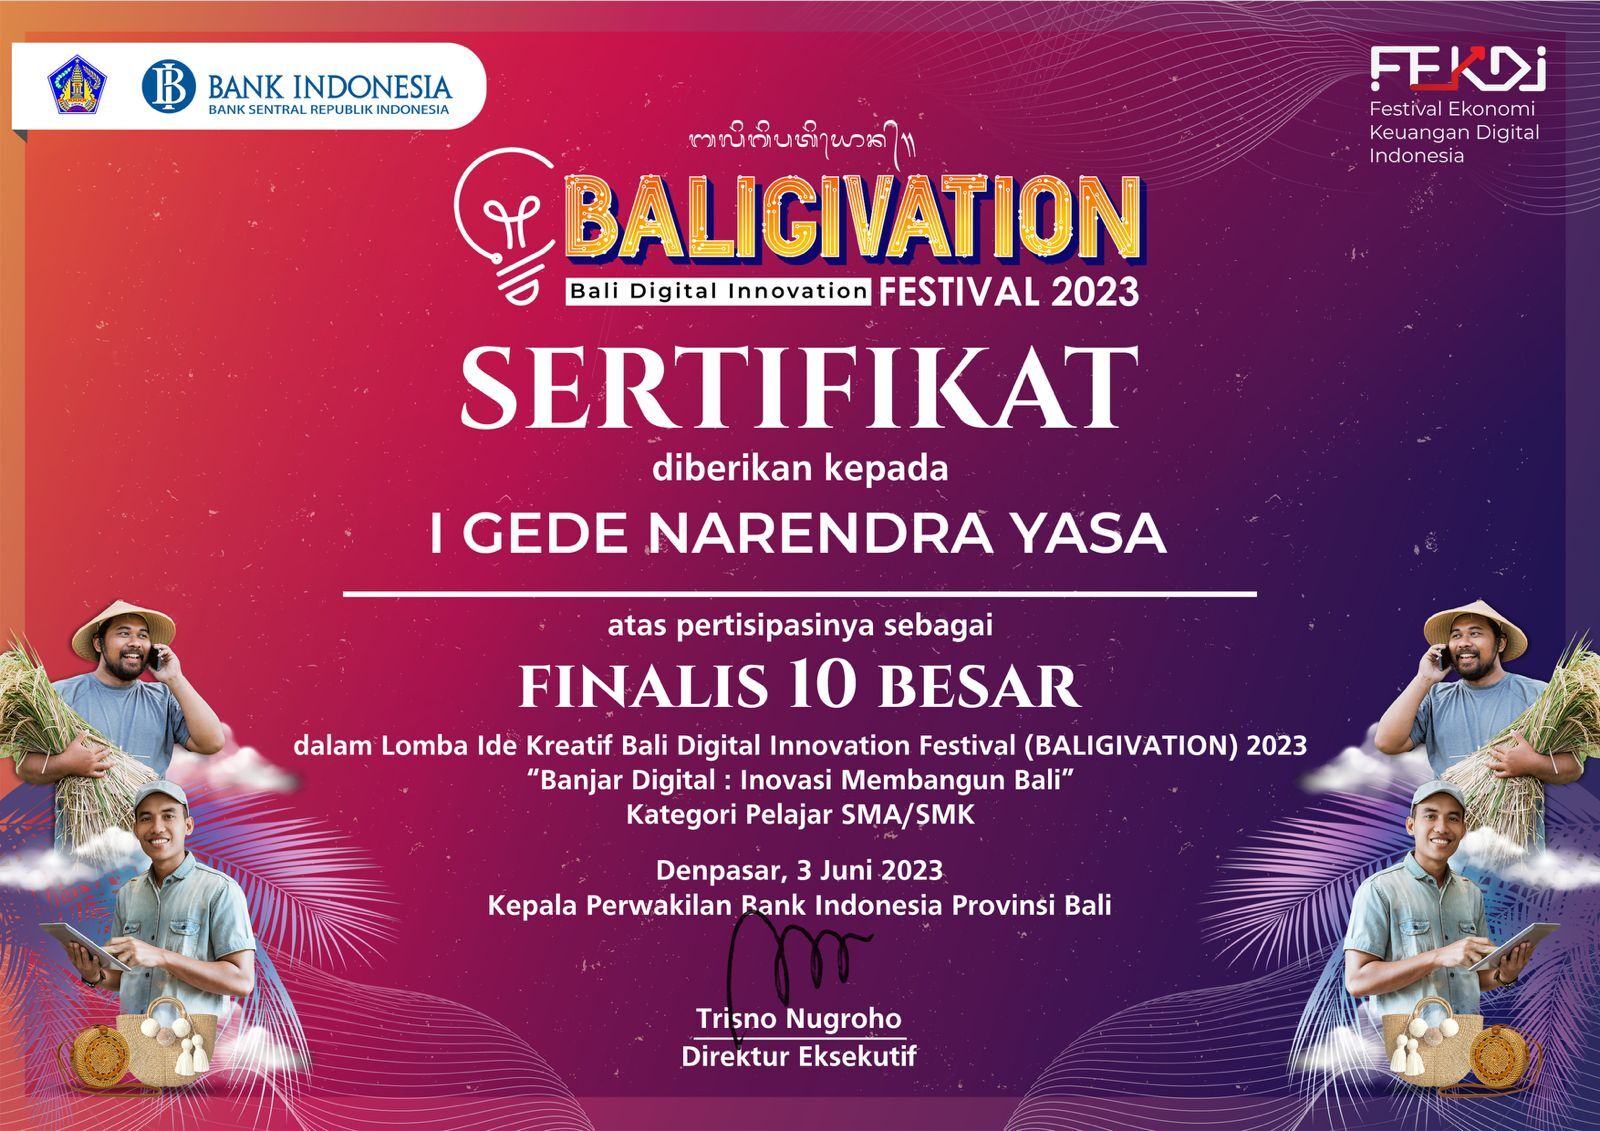 BANK INDONESIA
BANK SENTRAL REPUBLIK INDONESIA
FEKDi
Festival Ekonomi
Keuangan Digital
Indonesia
BALIGIVATION
Bali Digital Innovation FESTIVAL 2023
SERTIFIKAT
diberikan kepada
I GEDE NARENDRA YASA
atas pertisipasinya sebagai
FINALIS 10 BESAR
dalam Lomba Ide Kreatif Bali Digital Innovation Festival (BALIGIVATION) 2023
“Banjar Digital : Inovasi Membangun Bali”
Kategori Pelajar SMA/SMK
Denpasar, 3 Juni 2023
Kepala Perwakilan Bank Indonesia Provinsi Bali
Trisno Nugroho
Direktur Eksekutif